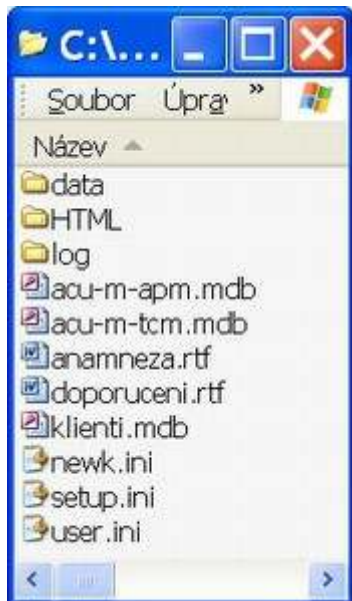 C:\...
Soubor Úprav »
Název
data
HTML
log
acu-m-apm.mdb
acu-m-tcm.mdb
anamneza.rtf
doporuceni.rtf
klienti.mdb
newk.ini
setup.ini
user.ini